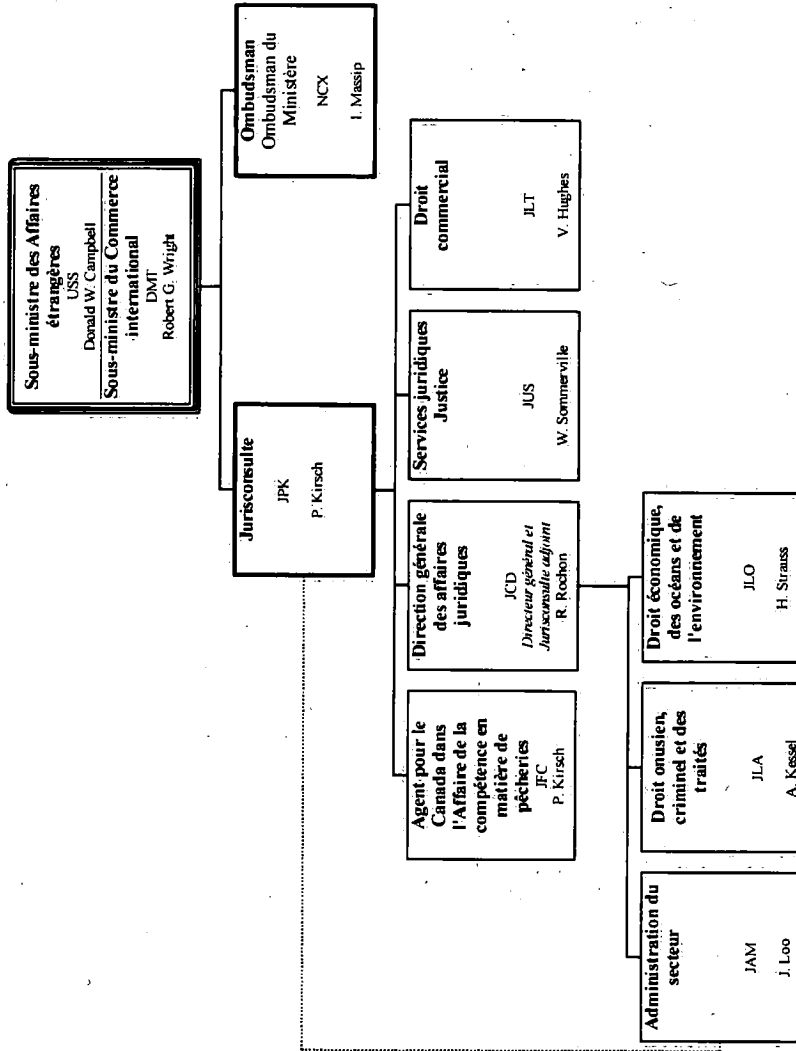 Sous-ministre des Affaires
étrangères
USS
Donald W. Campbell
Sous-ministre du Commerce
international
DMT
Robert G. Wright
Jurisconsulte
JPK
P. Kirsch
Ombudsman
Ombudsman du
Ministère
NCX
I. Massip
Agent pour le
Canada dans
l'Affaire de la
compétence en
matière de
pêcheries
JFC
P. Kirsch
Direction générale
des affaires
juridiques
JCD
Directeur général et
Jurisconsulte adjoint
R. Rochon
Services juridiques
Justice
JUS
W. Sommerville
Droit
commercial
JLT
V. Hughes
Administration du
secteur
JAM
J. Loo
Droit onusien,
criminel et des
traités
JLA
A. Kessel
Droit économique,
des océans et de
l'environnement
JLO
H. Strauss